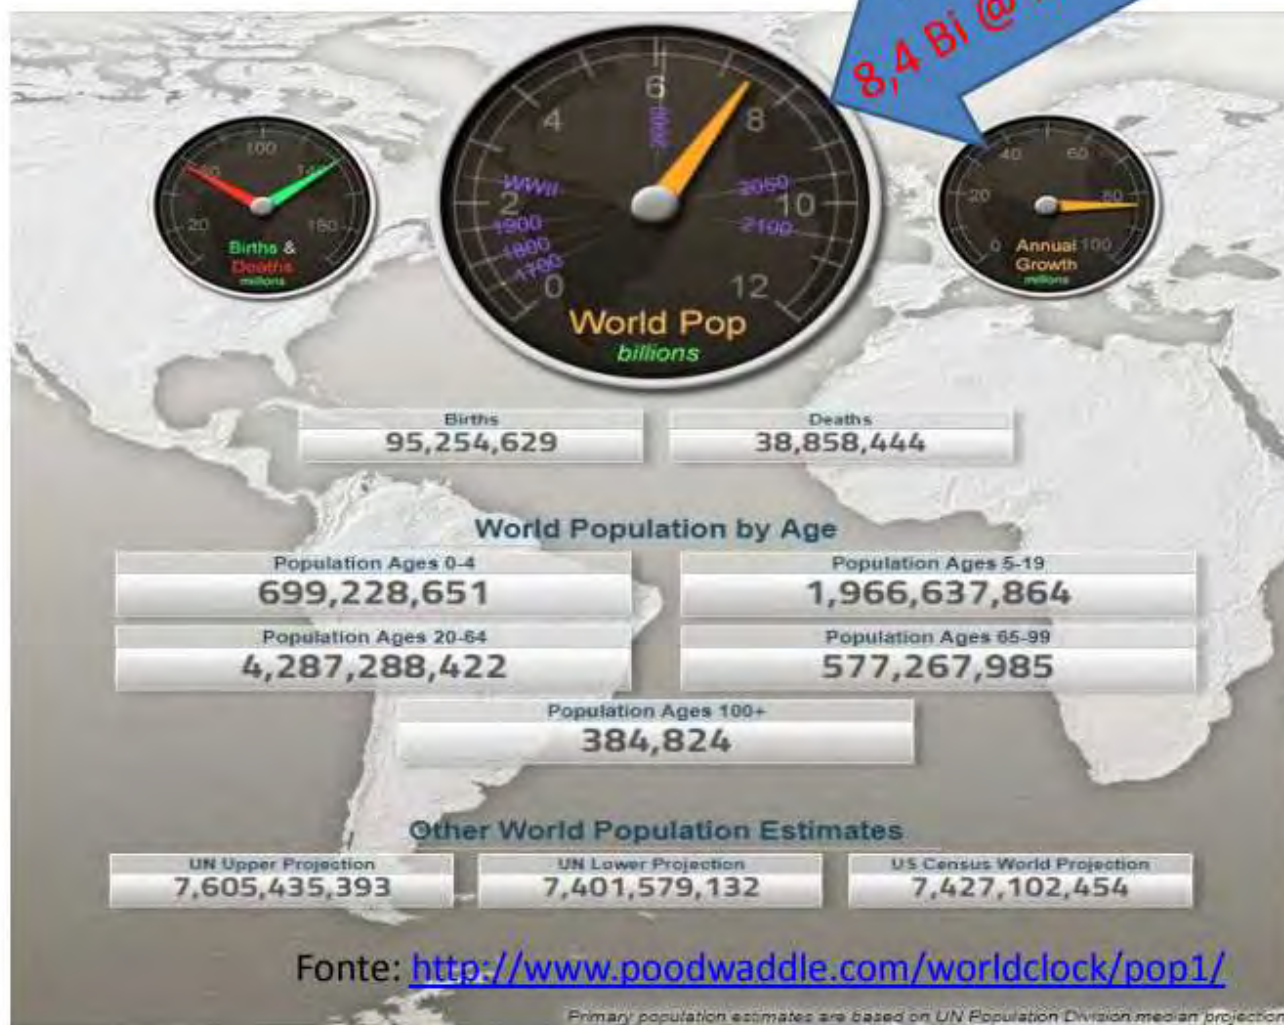 8,4 Bi @
6
4
8
2000
WWII
2050
2
10
1900
2100
1800
1700
0
12
World Pop
billions
100
140
20
180
Births &
Deaths
millions
40
60
20
80
0
Annual
100
Growth
millions
Births
Deaths
95,254,629
38,858,444
World Population by Age
Population Ages 0-4
Population Ages 5-19
699,228,651
1,966,637,864
Population Ages 20-64
Population Ages 65-99
4,287,288,422
577,267,985
Population Ages 100+
384,824
Other World Population Estimates
UN Upper Projection
UN Lower Projection
US Census World Projection
7,605,435,393
7,401,579,132
7,427,102,454
Fonte: http://www.poodwaddle.com/worldclock/pop1/
Primary population estimates are based on UN Population Division median projection